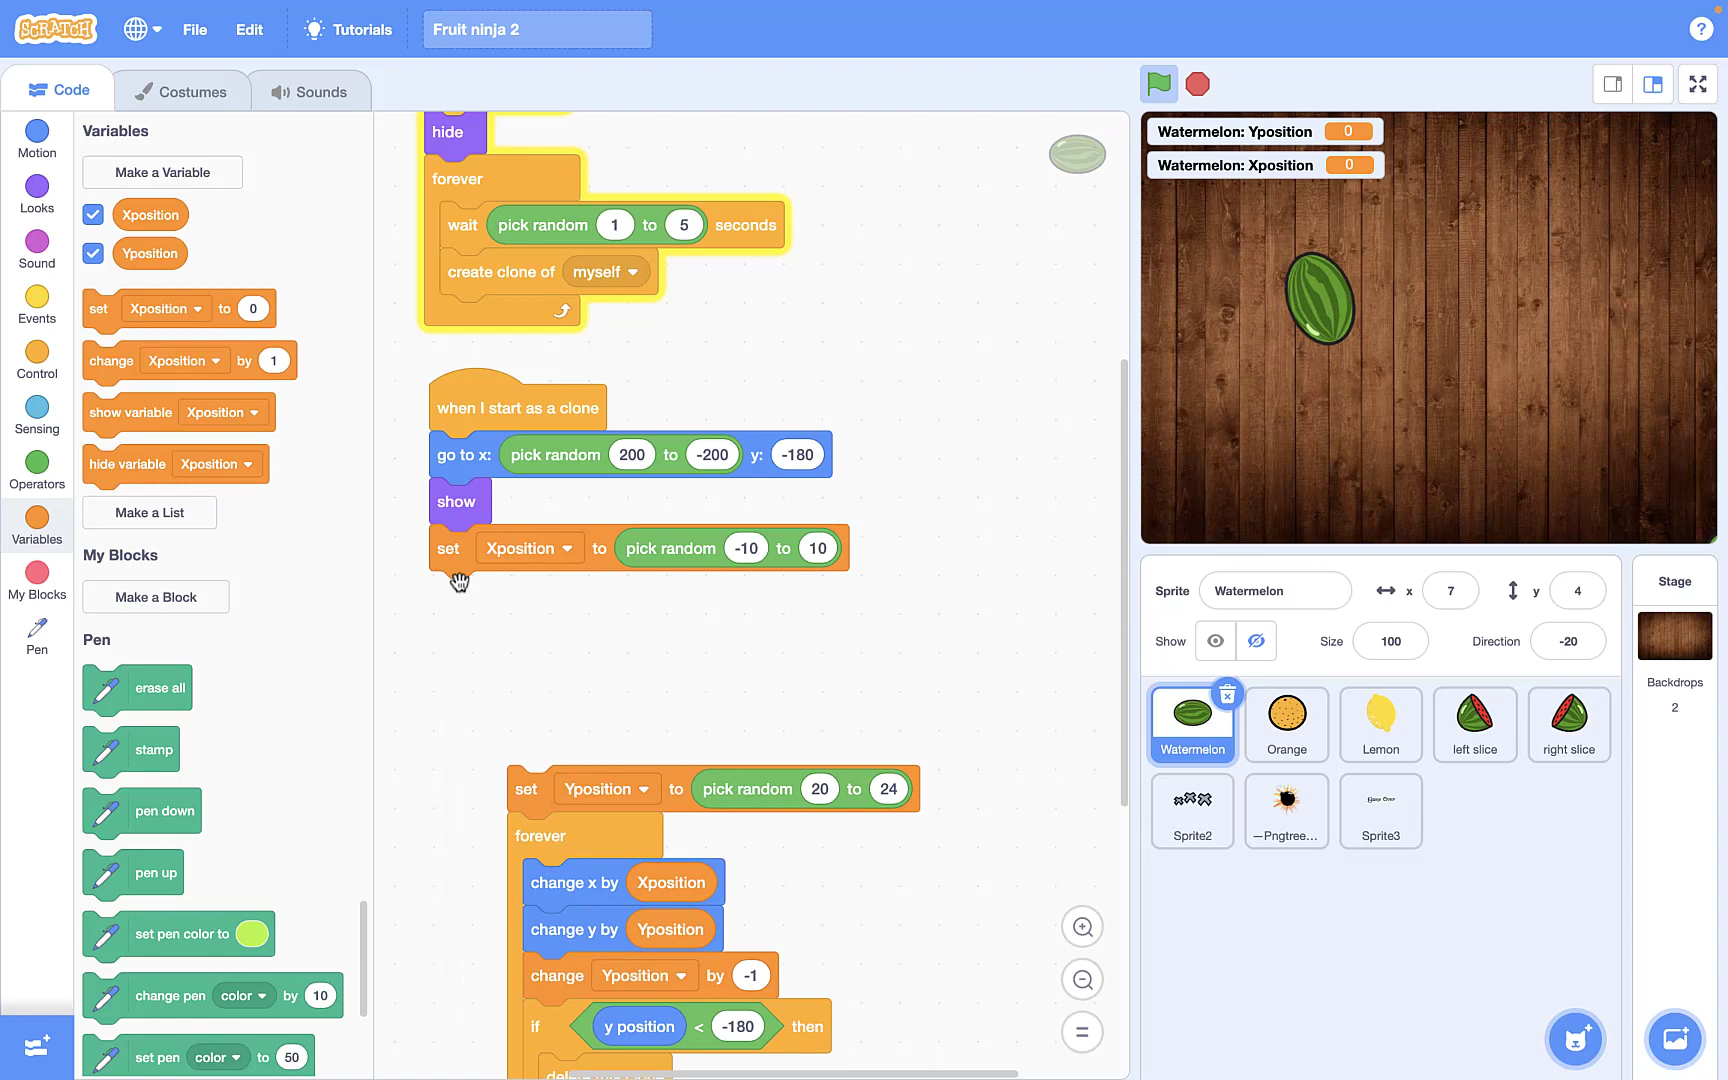 SCRATCH
File
Edit
Tutorials
Fruit ninja 2
?
Code
Costumes
Sounds
Motion
Looks
Sound
Events
Control
Sensing
Operators
Variables
My Blocks
Pen
Variables
Make a Variable
Xposition
Yposition
set Xposition to 0
change Xposition by 1
show variable Xposition
hide variable Xposition
Make a List
My Blocks
Make a Block
Pen
erase all
stamp
pen down
pen up
set pen color to
change pen color by 10
set pen color to 50
hide
forever
wait pick random 1 to 5 seconds
create clone of myself
when I start as a clone
go to x: pick random 200 to -200 y: -180
show
set Xposition to pick random -10 to 10
set Yposition to pick random 20 to 24
forever
change x by Xposition
change y by Yposition
change Yposition by -1
if y position < -180 then
Watermelon: Yposition 0
Watermelon: Xposition 0
Sprite Watermelon x 7 y 4
Show Size 100 Direction -20
Watermelon
Orange
Lemon
left slice
right slice
Sprite2
—Pngtree...
Game Over
Sprite3
Stage
Backdrops
2